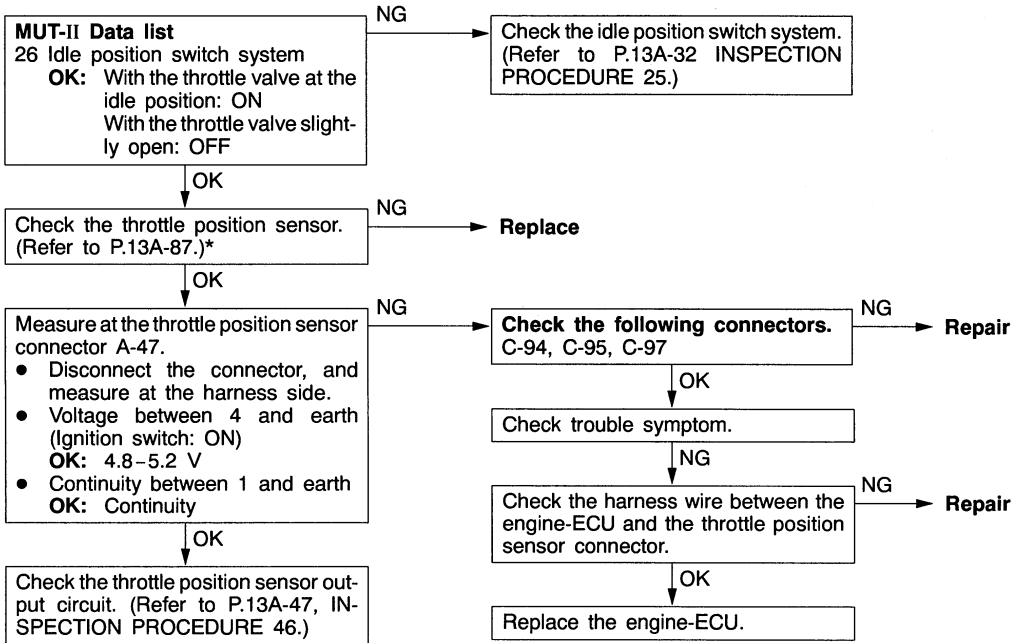 MUT-II Data list
26 Idle position switch system
OK: With the throttle valve at the
idle position: ON
With the throttle valve slight-
ly open: OFF
NG
Check the idle position switch system.
(Refer to P.13A-32 INSPECTION
PROCEDURE 25.)
OK
Check the throttle position sensor.
(Refer to P.13A-87.)*
NG
Replace
OK
Measure at the throttle position sensor
connector A-47.
● Disconnect the connector, and
measure at the harness side.
● Voltage between 4 and earth
(Ignition switch: ON)
OK: 4.8–5.2 V
● Continuity between 1 and earth
OK: Continuity
NG
Check the following connectors.
C-94, C-95, C-97
NG
Repair
OK
Check trouble symptom.
NG
Check the harness wire between the
engine-ECU and the throttle position
sensor connector.
NG
Repair
OK
Replace the engine-ECU.
OK
Check the throttle position sensor out-
put circuit. (Refer to P.13A-47, IN-
SPECTION PROCEDURE 46.)